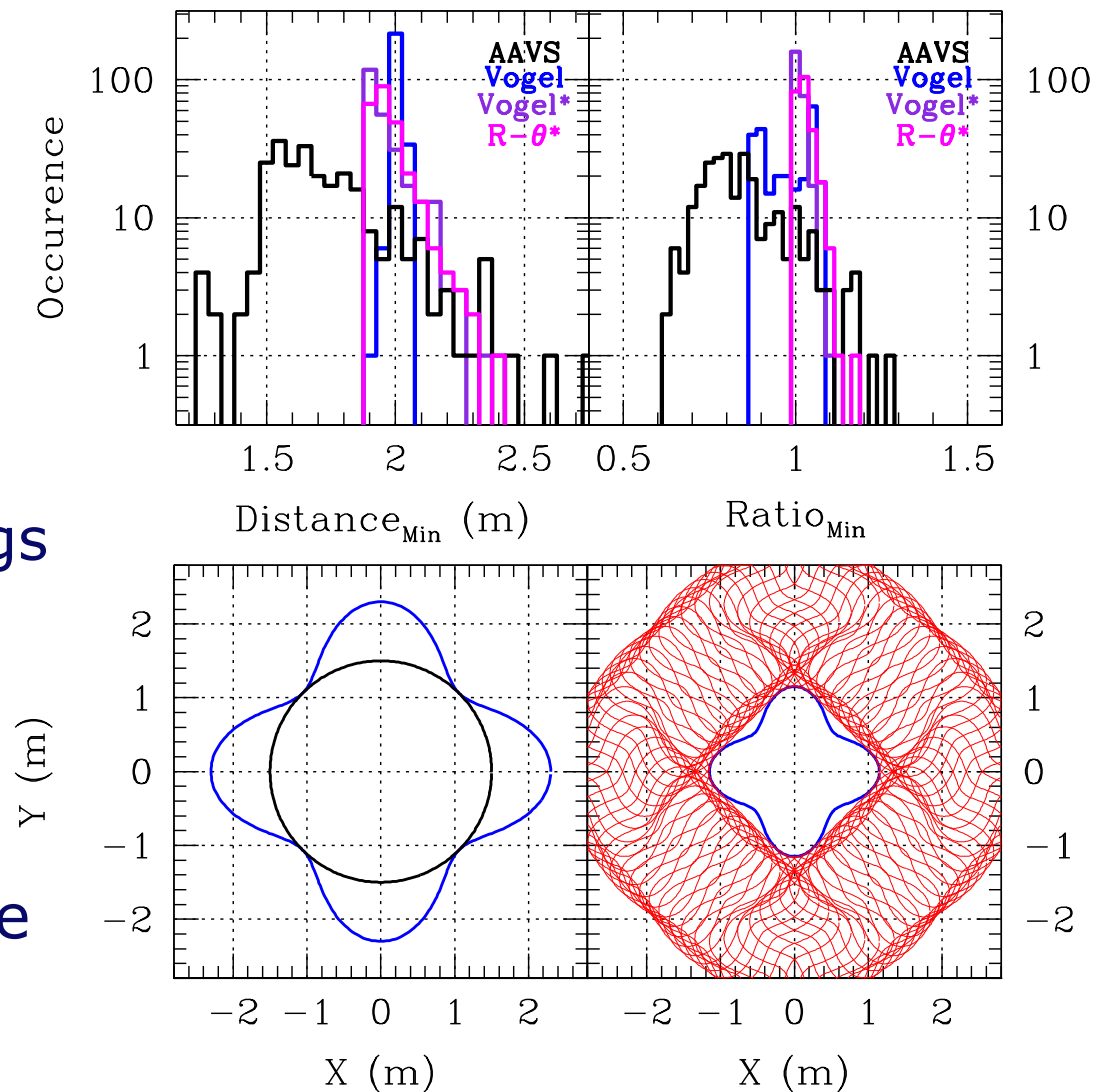 AAVS
Vogel
Vogel*
R-θ*
AAVS
Vogel
Vogel*
R-θ*
100
10
1
100
10
1
Occurence
1.5 2 2.5
0.5 1 1.5
Distance_Min (m)
Ratio_Min
gs
e
2
1
0
−1
−2
2
1
0
−1
−2
Y (m)
−2 −1 0 1 2
−2 −1 0 1 2
X (m)
X (m)